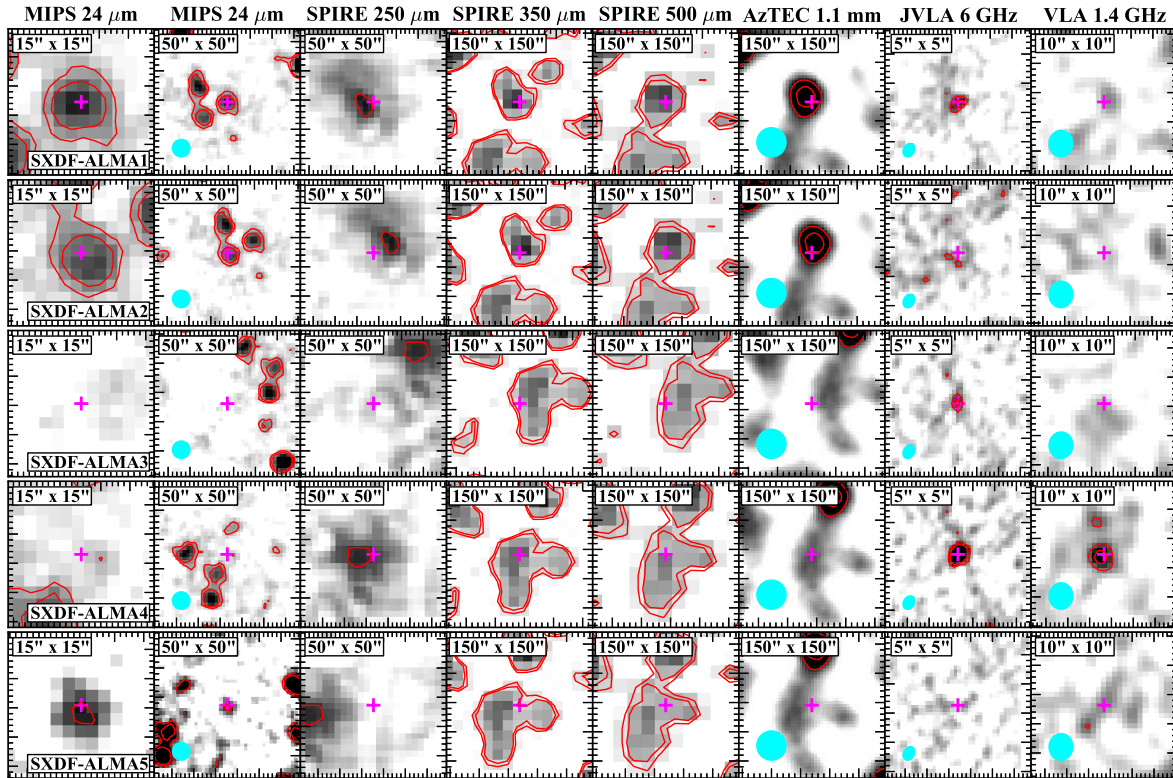 MIPS 24 μm MIPS 24 μm SPIRE 250 μm SPIRE 350 μm SPIRE 500 μm AzTEC 1.1 mm JVLA 6 GHz VLA 1.4 GHz
15" x 15" 50" x 50" 50" x 50" 150" x 150" 150" x 150" 150" x 150" 5" x 5" 10" x 10"
SXDF-ALMA1
15" x 15" 50" x 50" 50" x 50" 150" x 150" 150" x 150" 150" x 150" 5" x 5" 10" x 10"
SXDF-ALMA2
15" x 15" 50" x 50" 50" x 50" 150" x 150" 150" x 150" 150" x 150" 5" x 5" 10" x 10"
SXDF-ALMA3
15" x 15" 50" x 50" 50" x 50" 150" x 150" 150" x 150" 150" x 150" 5" x 5" 10" x 10"
SXDF-ALMA4
15" x 15" 50" x 50" 50" x 50" 150" x 150" 150" x 150" 150" x 150" 5" x 5" 10" x 10"
SXDF-ALMA5